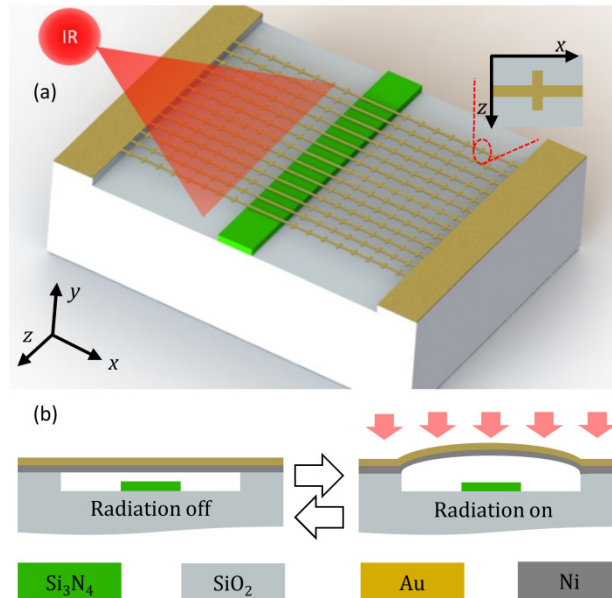 IR
(a)
x
z
y
z
x
(b)
Radiation off
Radiation on
Si₃N₄
SiO₂
Au
Ni